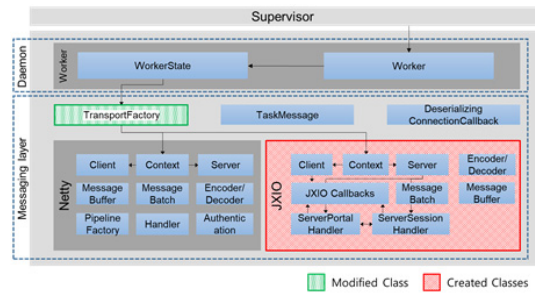 Supervisor
Daemon
Worker
WorkerState
Worker
Messaging layer
TransportFactory
TaskMessage
Deserializing
ConnectionCallback
Netty
Client
Context
Server
Message
Buffer
Message
Batch
Encoder/
Decoder
Pipeline
Factory
Handler
Authentic
ation
JXIO
Client
Context
Server
Encoder/
Decoder
JXIO Callbacks
Message
Batch
Message
Buffer
ServerPortal
Handler
ServerSession
Handler
Modified Class
Created Classes